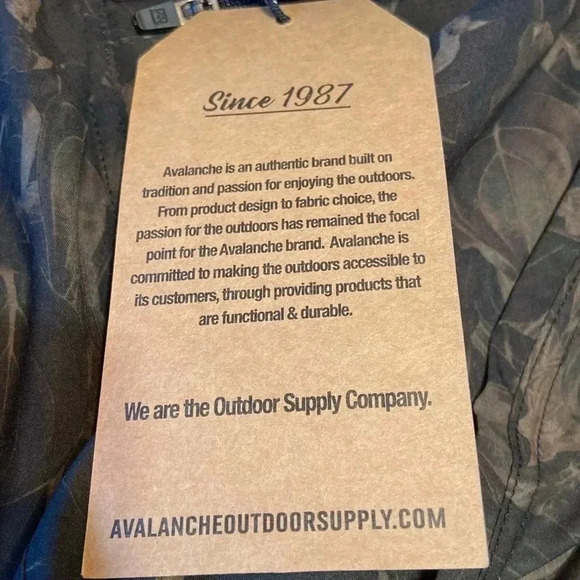 Since 1987
Avalanche is an authentic brand built on
tradition and passion for enjoying the outdoors.
From product design to fabric choice, the
passion for the outdoors has remained the focal
point for the Avalanche brand. Avalanche is
committed to making the outdoors accessible to
its customers, through providing products that
are functional & durable.
We are the Outdoor Supply Company.
AVALANCHEOUTDOORSUPPLY.COM